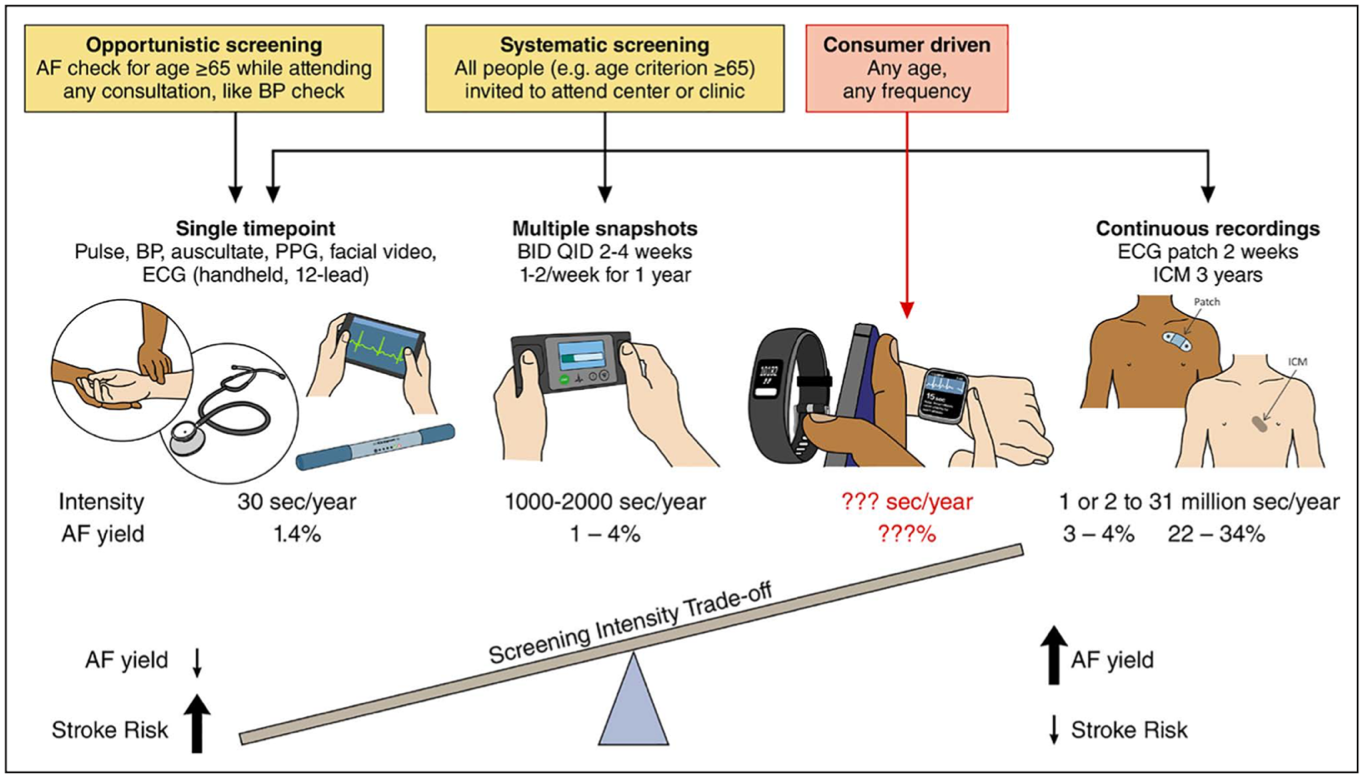 Opportunistic screening
AF check for age ≥65 while attending
any consultation, like BP check
Systematic screening
All people (e.g. age criterion ≥65)
invited to attend center or clinic
Consumer driven
Any age,
any frequency
Single timepoint
Pulse, BP, auscultate, PPG, facial video,
ECG (handheld, 12-lead)
Multiple snapshots
BID QID 2-4 weeks
1-2/week for 1 year
Continuous recordings
ECG patch 2 weeks
ICM 3 years
Patch
ICM
15 sec
Intensity 30 sec/year 1000-2000 sec/year ??? sec/year 1 or 2 to 31 million sec/year
AF yield 1.4% 1 – 4% ???% 3 – 4% 22 – 34%
Screening Intensity Trade-off
AF yield
Stroke Risk
AF yield
Stroke Risk